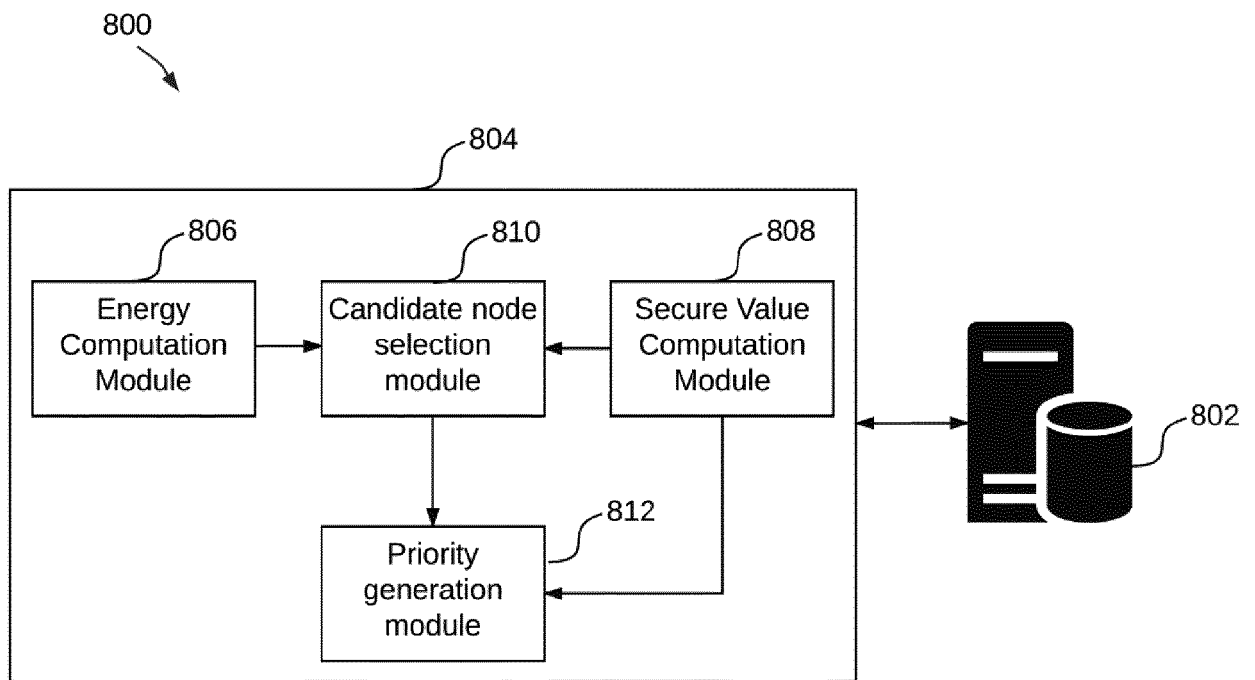 800
804
806
810
808
Energy
Computation
Module
Candidate node
selection
module
Secure Value
Computation
Module
802
812
Priority
generation
module